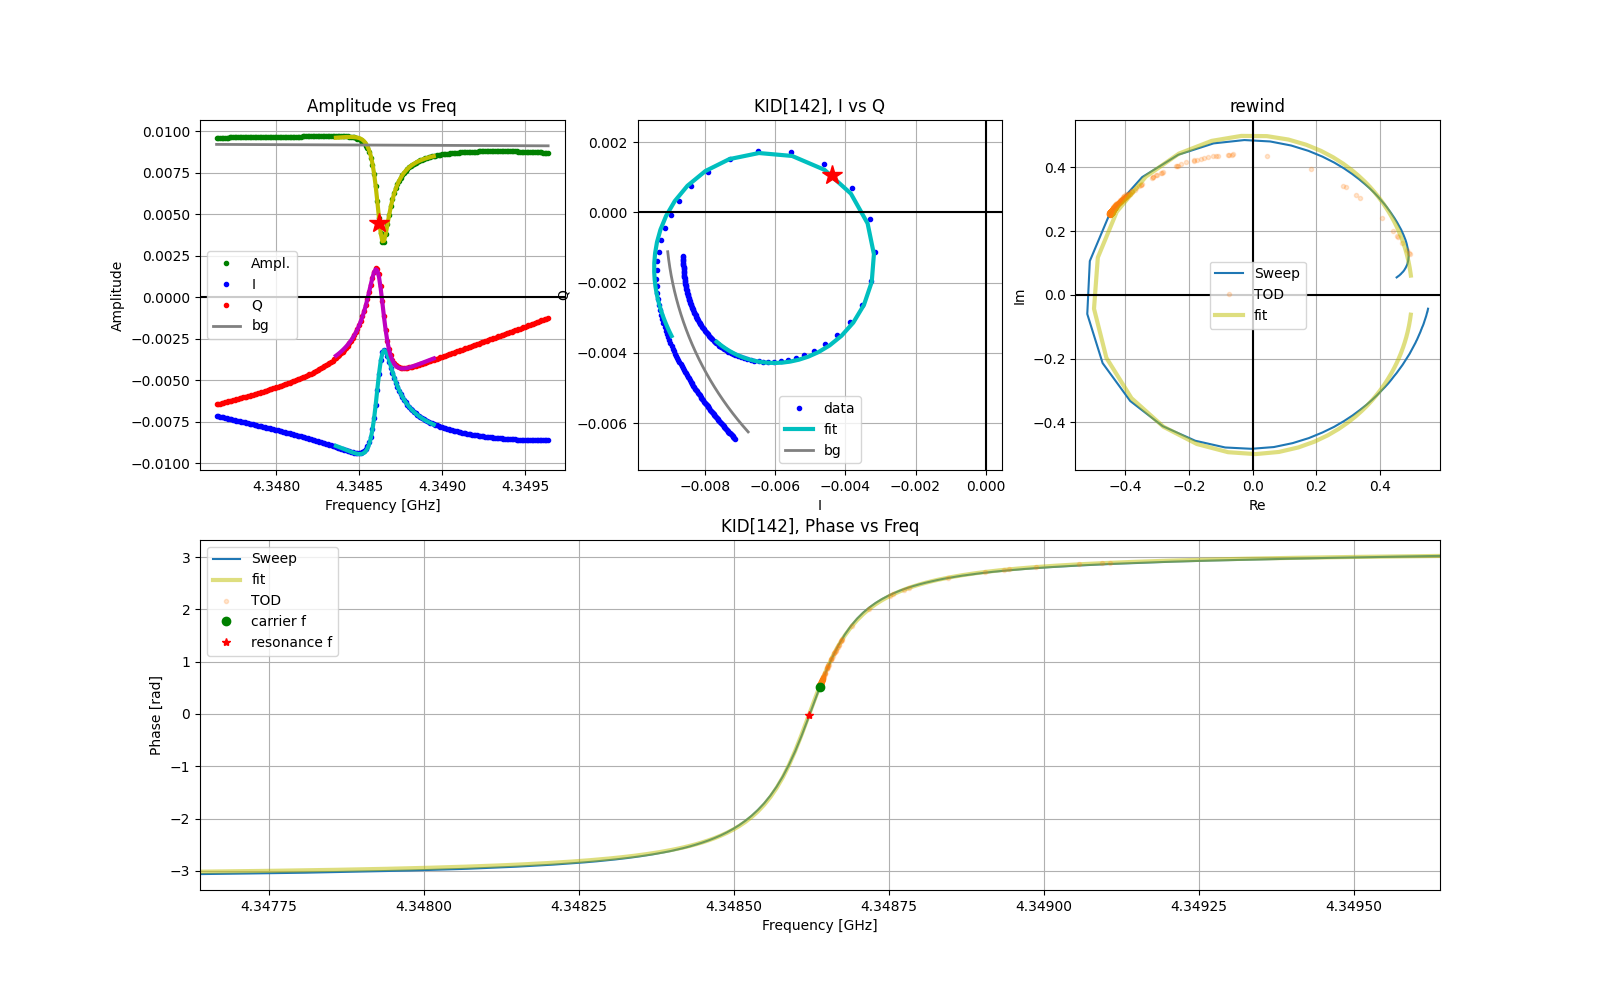 Amplitude vs Freq
Amplitude
0.0100
0.0075
0.0050
0.0025
0.0000
−0.0025
−0.0050
−0.0075
−0.0100
Ampl.
I
Q
bg
4.3480
4.3485
4.3490
4.3495
Frequency [GHz]
KID[142], I vs Q
Q
0.002
0.000
−0.002
−0.004
−0.006
data
fit
bg
−0.008
−0.006
−0.004
−0.002
0.000
I
rewind
Im
0.4
0.2
0.0
−0.2
−0.4
Sweep
TOD
fit
−0.4
−0.2
0.0
0.2
0.4
Re
KID[142], Phase vs Freq
Phase [rad]
3
2
1
0
−1
−2
−3
Sweep
fit
TOD
carrier f
resonance f
4.34775
4.34800
4.34825
4.34850
4.34875
4.34900
4.34925
4.34950
Frequency [GHz]